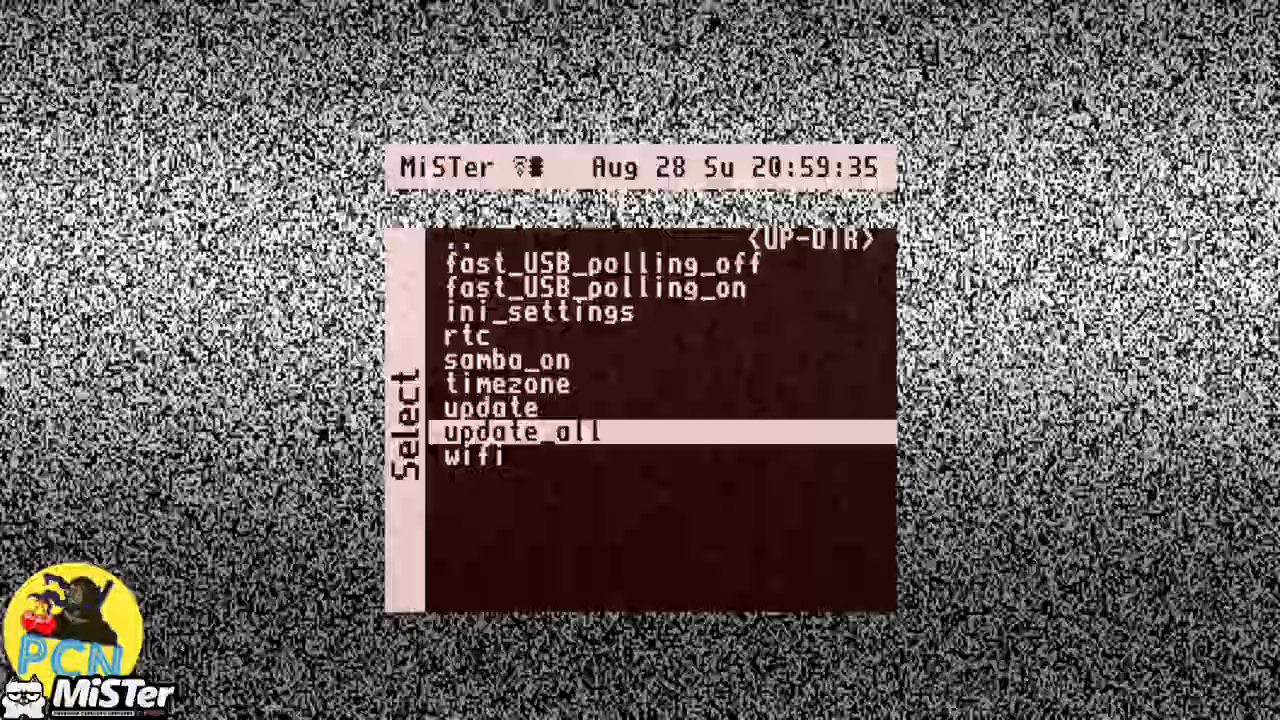 MiSTer Aug 28 Su 20:59:35
.. <UP-DIR>
fast_USB_polling_off
fast_USB_polling_on
ini_settings
rtc
samba_on
timezone
update
update_all
wifi
Select
PCN
MiSTer